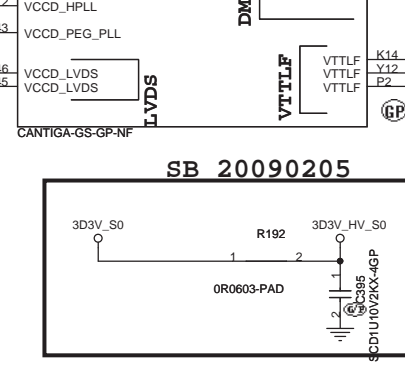 VCCD_HPLL
DM
VCCD_PEG_PLL
VCCD_LVDS
VCCD_LVDS
LVDS
VTTLF
VTTLF K14
VTTLF Y12
VTTLF P2
GP
CANTIGA-GS-GP-NF
SB 20090205
3D3V_S0
R192
3D3V_HV_S0
1 2
0R0603-PAD
1
2
C395
SCD1U10V2KX-4GP